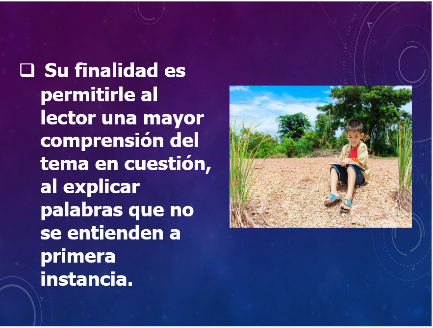 Su finalidad es
permitirle al
lector una mayor
comprensión del
tema en cuestión,
al explicar
palabras que no
se entienden a
primera
instancia.